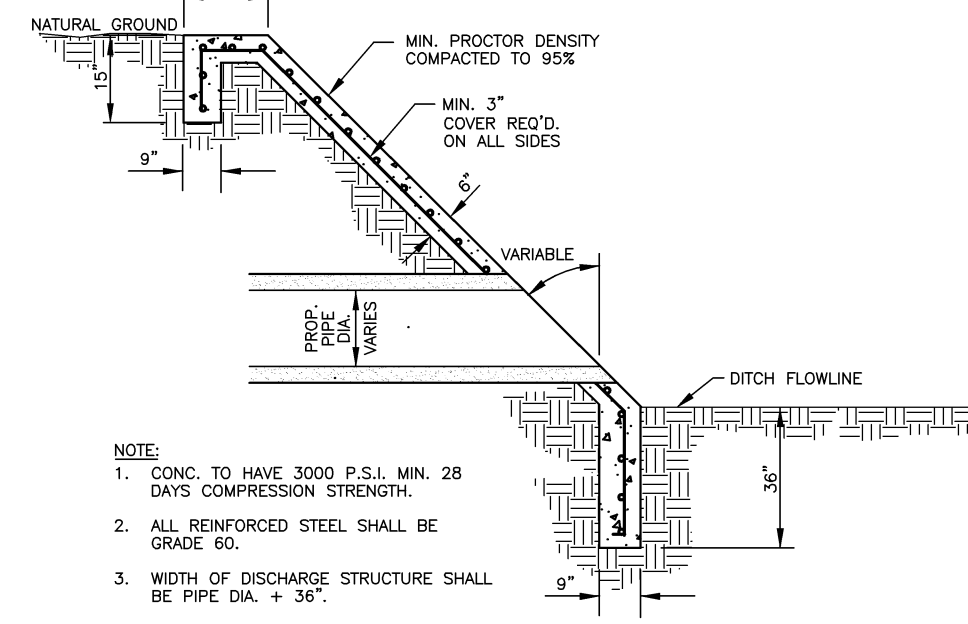 NATURAL GROUND
MIN. PROCTOR DENSITY
COMPACTED TO 95%
15"
MIN. 3"
COVER REQ'D.
ON ALL SIDES
9"
6"
VARIABLE
PROP.
PIPE
DIA.
VARIES
DITCH FLOWLINE
36"
9"
NOTE:
1. CONC. TO HAVE 3000 P.S.I. MIN. 28
DAYS COMPRESSION STRENGTH.
2. ALL REINFORCED STEEL SHALL BE
GRADE 60.
3. WIDTH OF DISCHARGE STRUCTURE SHALL
BE PIPE DIA. + 36".